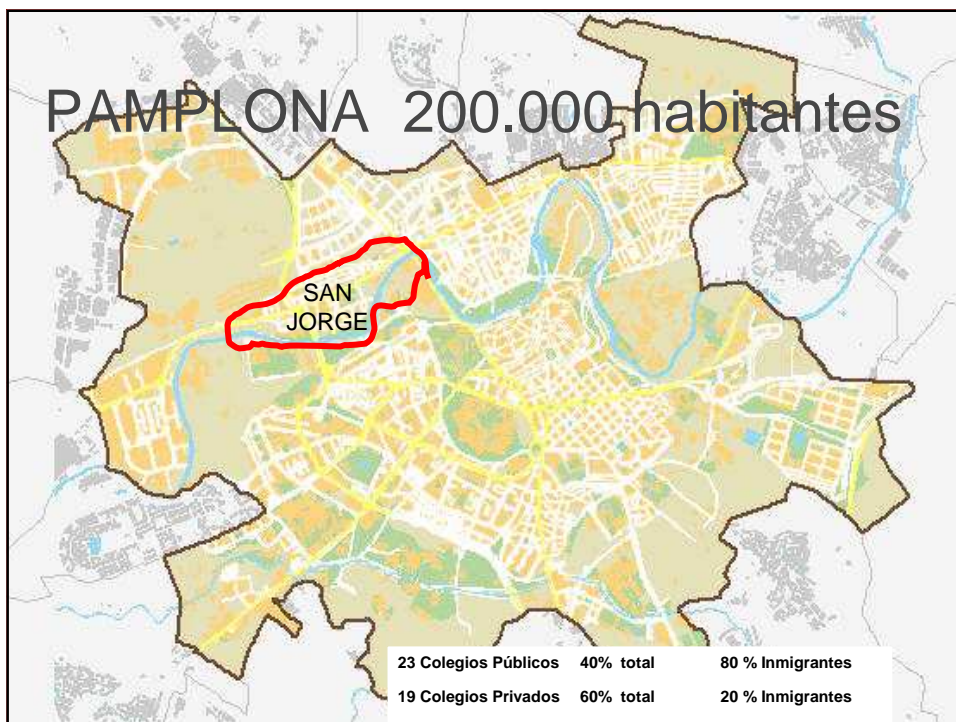 PAMPLONA 200.000 habitantes
SAN
JORGE
23 Colegios Públicos 40% total 80 % Inmigrantes
19 Colegios Privados 60% total 20 % Inmigrantes